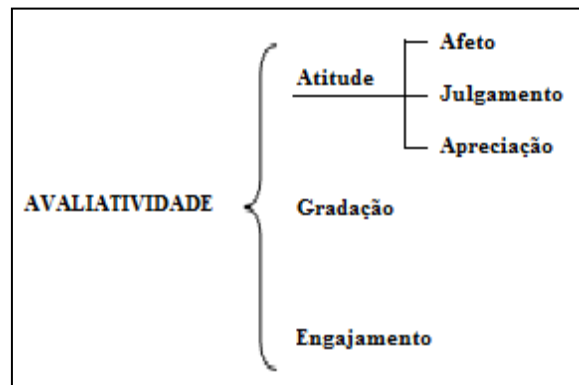 Afeto
Atitude
Julgamento
Apreciação
AVALIATIVIDADE
Gradação
Engajamento